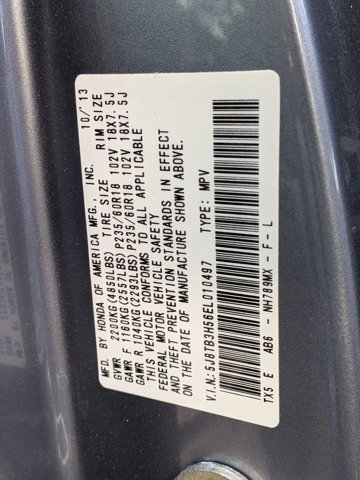 MFD. BY HONDA OF AMERICA MFG., INC. 10/'13
GVWR 2200KG(4850LBS) TIRE SIZE RIM SIZE
GAWR F 1160KG(2557LBS)P235/60R18 102V 18X7.5J
GAWR R 1040KG(2293LBS)P235/60R18 102V 18X7.5J
THIS VEHICLE CONFORMS TO ALL APPLICABLE
FEDERAL MOTOR VEHICLE SAFETY
AND THEFT PREVENTION STANDARDS IN EFFECT
ON THE DATE OF MANUFACTURE SHOWN ABOVE.
V.I.N:5J8TB3H56EL010497 TYPE: MPV
TX5 E AB6 - NH789MX - F - L